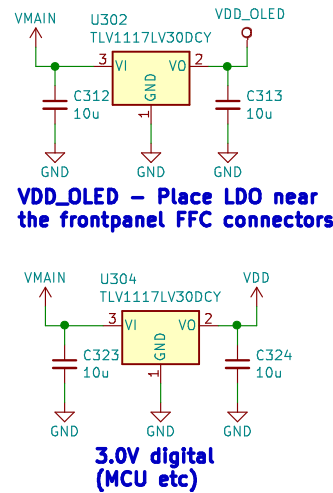 VMAIN
U302
TLV1117LV30DCY
VDD_OLED
3
VI
VO
2
GND
1
C312
10u
C313
10u
GND
GND
GND
VDD_OLED – Place LDO near
the frontpanel FFC connectors
VMAIN
U304
TLV1117LV30DCY
VDD
3
VI
VO
2
GND
1
C323
10u
C324
10u
GND
GND
GND
3.0V digital
(MCU etc)